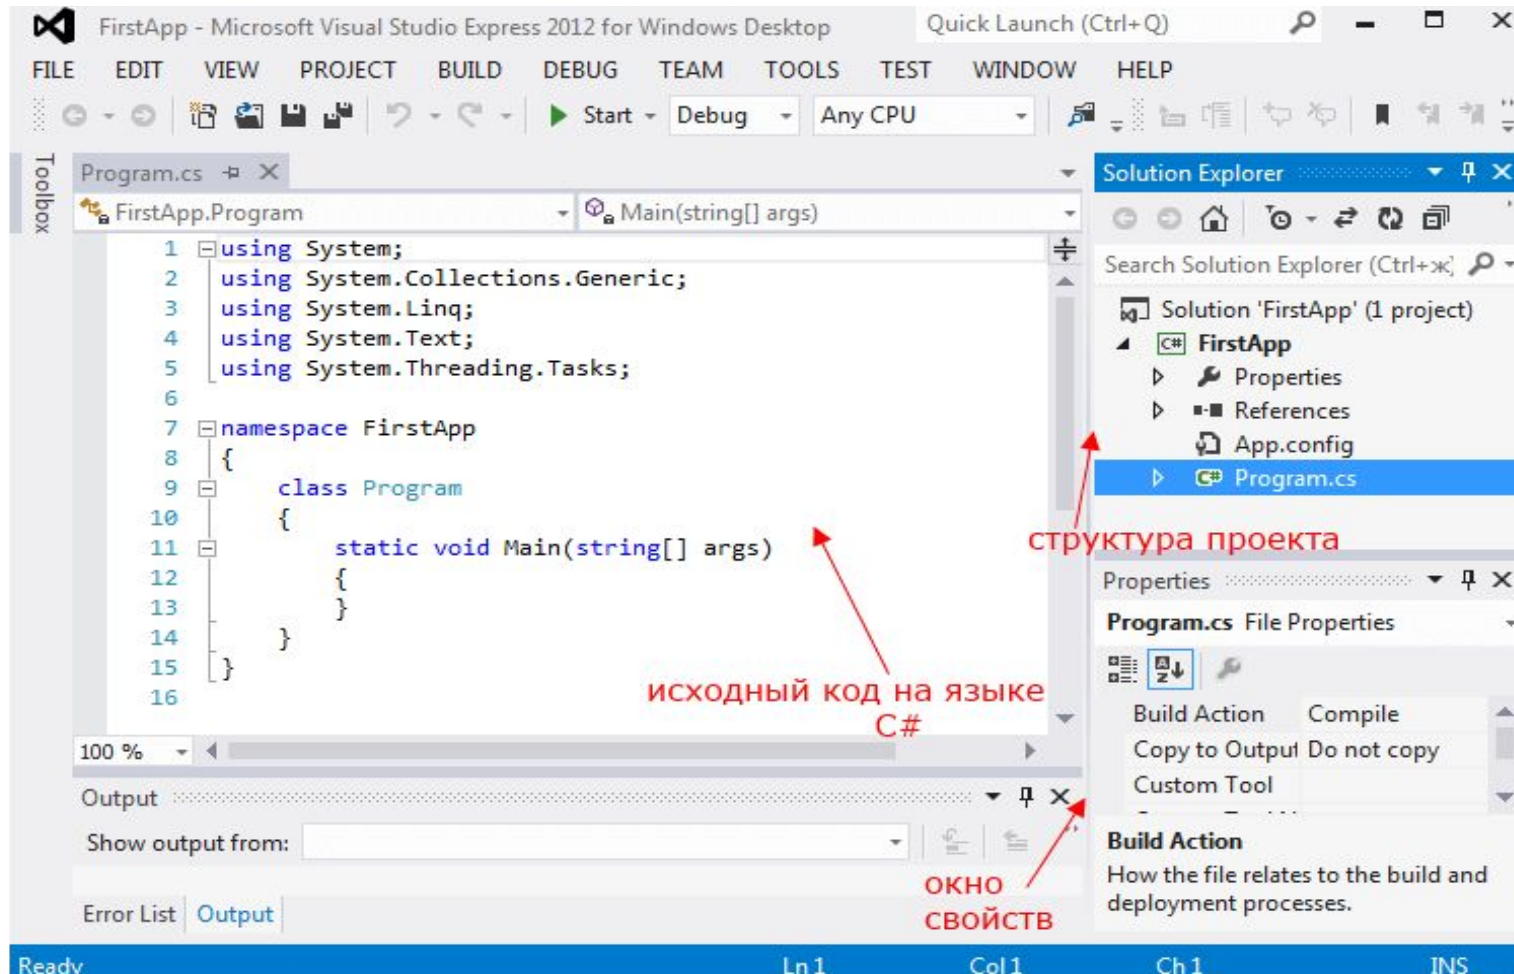 FirstApp - Microsoft Visual Studio Express 2012 for Windows Desktop
Quick Launch (Ctrl+Q)
FILE EDIT VIEW PROJECT BUILD DEBUG TEAM TOOLS TEST WINDOW HELP
Start Debug Any CPU
Toolbox
Program.cs
FirstApp.Program
Main(string[] args)
1 using System;
2 using System.Collections.Generic;
3 using System.Linq;
4 using System.Text;
5 using System.Threading.Tasks;
6
7 namespace FirstApp
8 {
9 class Program
10 {
11 static void Main(string[] args)
12 {
13 }
14 }
15 }
16
исходный код на языке
C#
100 %
Output
Show output from:
Error List Output
Solution Explorer
Search Solution Explorer (Ctrl+ж)
Solution 'FirstApp' (1 project)
C# FirstApp
Properties
References
App.config
C# Program.cs
структура проекта
Properties
Program.cs File Properties
Build Action Compile
Copy to Output Do not copy
Custom Tool
Build Action
How the file relates to the build and
deployment processes.
окно
свойств
Ready Ln 1 Col 1 Ch 1 INS